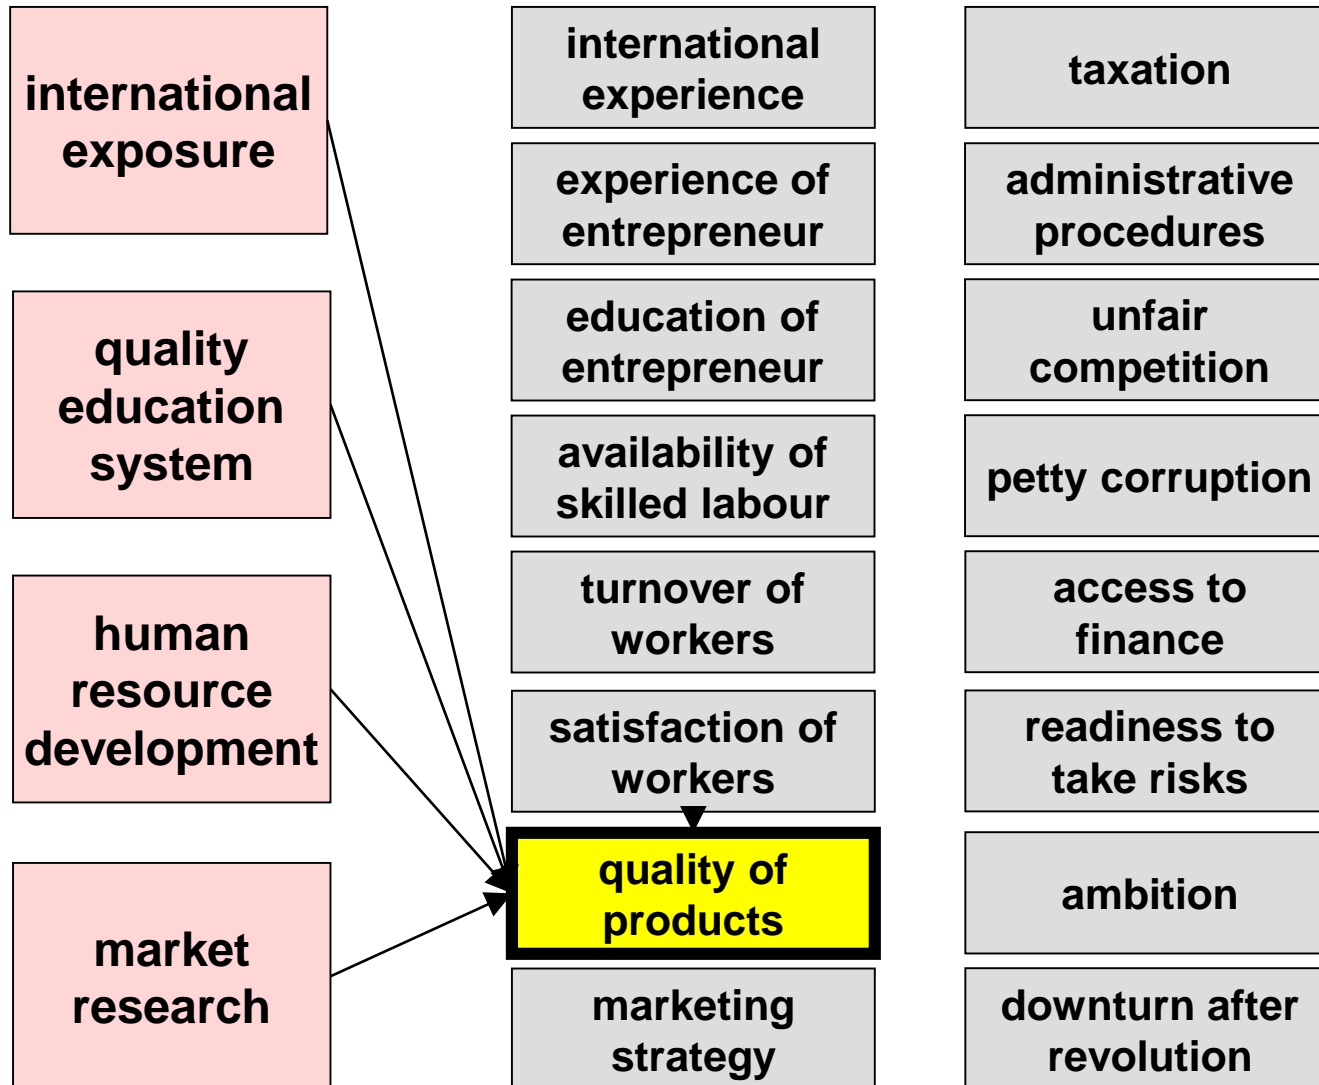 international
exposure
quality
education
system
human
resource
development
market
research
international
experience
experience of
entrepreneur
education of
entrepreneur
availability of
skilled labour
turnover of
workers
satisfaction of
workers
quality of
products
marketing
strategy
taxation
administrative
procedures
unfair
competition
petty corruption
access to
finance
readiness to
take risks
ambition
downturn after
revolution